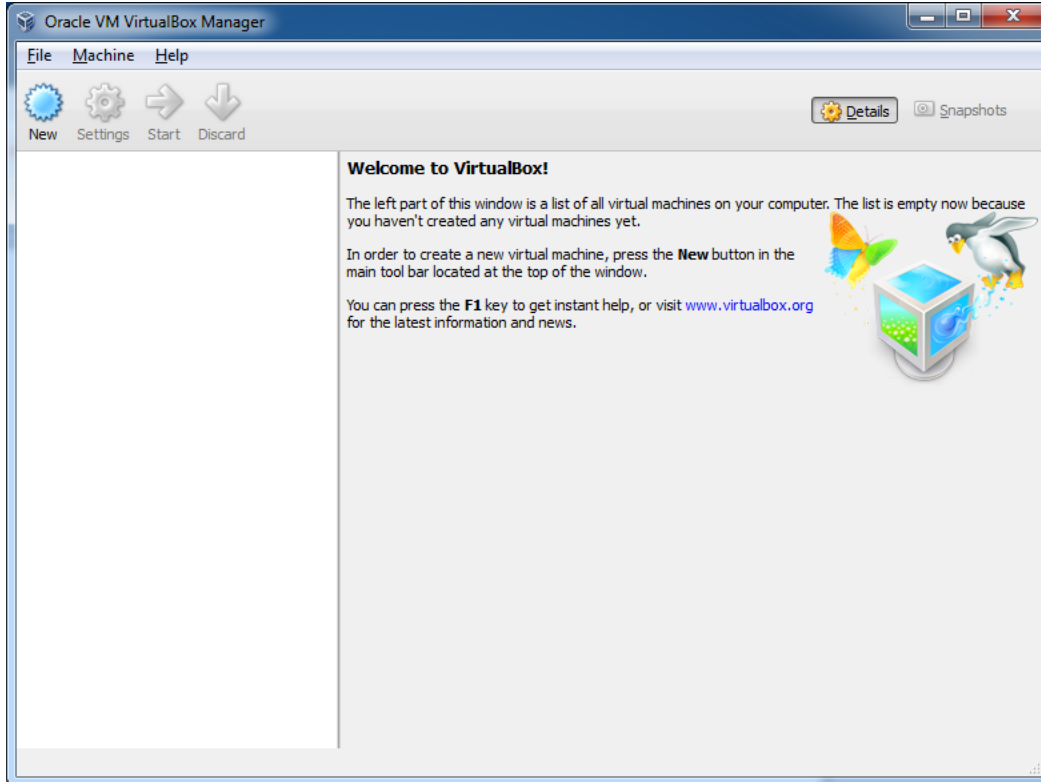 Oracle VM VirtualBox Manager
File Machine Help
New Settings Start Discard
Details Snapshots
Welcome to VirtualBox!
The left part of this window is a list of all virtual machines on your computer. The list is empty now because
you haven't created any virtual machines yet.
In order to create a new virtual machine, press the New button in the
main tool bar located at the top of the window.
You can press the F1 key to get instant help, or visit www.virtualbox.org
for the latest information and news.